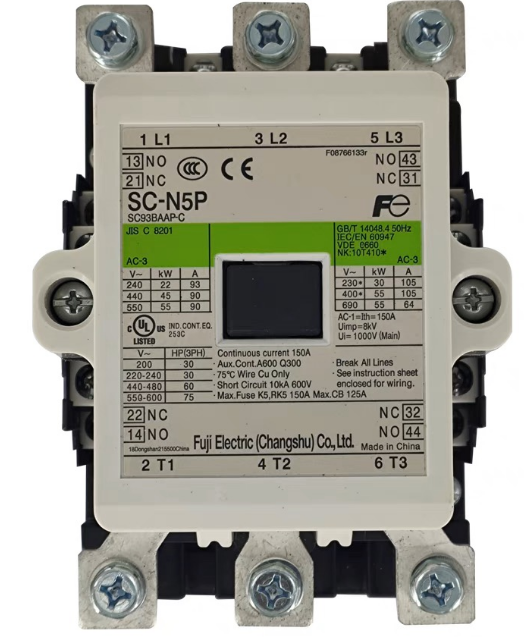 1 L1 3 L2 5 L3
F08766133r
13 NO
21 NC
CCC CE
NO 43
NC 31
SC-N5P
SC93BAAP-C
Fe
JIS C 8201
AC-3
GB/T 14048.4 50Hz
IEC/EN 60947
VDE 0660
NK:10T410*
AC-3
V~ kW A
240 22 93
440 45 90
550 55 90
V~ kW A
230* 30 105
400* 55 105
690 55 64
AC-1=Ith= 150A
Uimp=8kV
Ui= 1000V (Main)
C UL US IND.CONT.EQ.
LISTED 253C
V~ HP(3PH)
200 30
220-240 30
440-480 60
550-600 75
Continuous current 150A
·Aux.Cont.A600 Q300
·75℃ Wire Cu Only
·Short Circuit 10kA 600V
·Max.Fuse K5,RK5 150A Max.CB 125A
·Break All Lines
·See instruction sheet
enclosed for wiring.
22 NC
14 NO
NC 32
NO 44
Fuji Electric (Changshu) Co., Ltd.
Made in China
18Dongshan215500China
2 T1 4 T2 6 T3